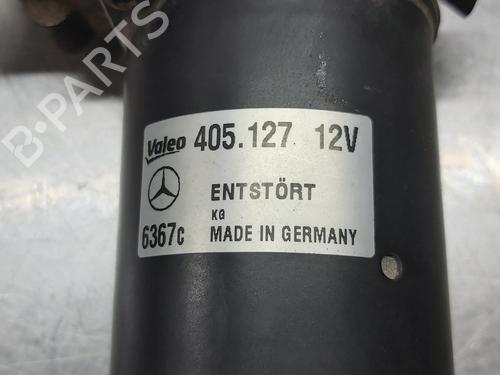 B-PARTS
Valeo 405.127 12V
ENTSTÖRT
KG
6367c MADE IN GERMANY